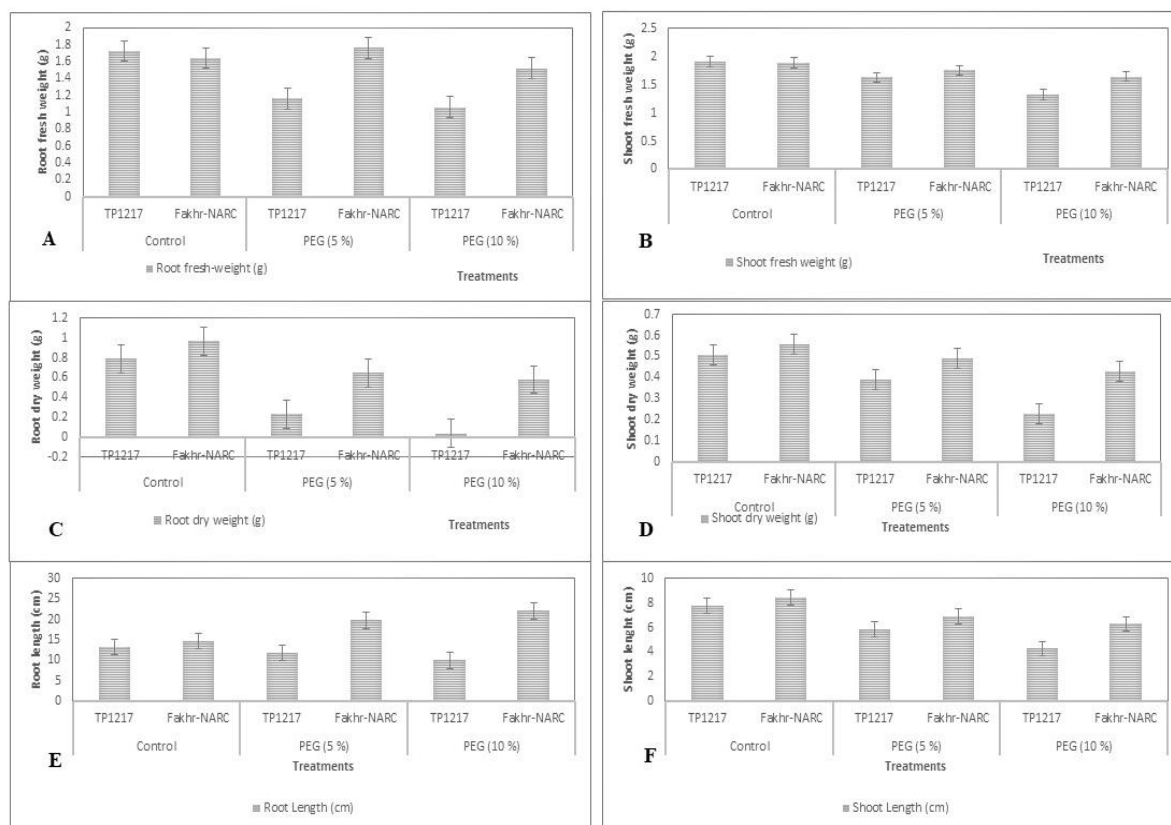 Root fresh weight (g)
2
1.8
1.6
1.4
1.2
1
0.8
0.6
0.4
0.2
0
TP1217 Fakhr-NARC TP1217 Fakhr-NARC TP1217 Fakhr-NARC
Control PEG (5 %) PEG (10 %)
A
Root fresh-weight (g)
Treatments
Shoot fresh weight (g)
2.5
2
1.5
1
0.5
0
TP1217 Fakhr-NARC TP1217 Fakhr-NARC TP1217 Fakhr-NARC
Control PEG (5 %) PEG (10 %)
B
Shoot fresh weight (g)
Treatments
Root dry weight (g)
1.2
1
0.8
0.6
0.4
0.2
0
-0.2
TP1217 Fakhr-NARC TP1217 Fakhr-NARC TP1217 Fakhr-NARC
Control PEG (5 %) PEG (10 %)
C
Root dry weight (g)
Treatments
Shoot dry weight (g)
0.7
0.6
0.5
0.4
0.3
0.2
0.1
0
TP1217 Fakhr-NARC TP1217 Fakhr-NARC TP1217 Fakhr-NARC
Control PEG (5 %) PEG (10 %)
D
Shoot dry weight (g)
Treatements
Root length (cm)
30
25
20
15
10
5
0
TP1217 Fakhr-NARC TP1217 Fakhr-NARC TP1217 Fakhr-NARC
Control PEG (5 %) PEG (10 %)
E
Treatments
Root Length (cm)
Shoot lenght (cm)
10
8
6
4
2
0
TP1217 Fakhr-NARC TP1217 Fakhr-NARC TP1217 Fakhr-NARC
Control PEG (5 %) PEG (10 %)
F
Treatments
Shoot Length (cm)